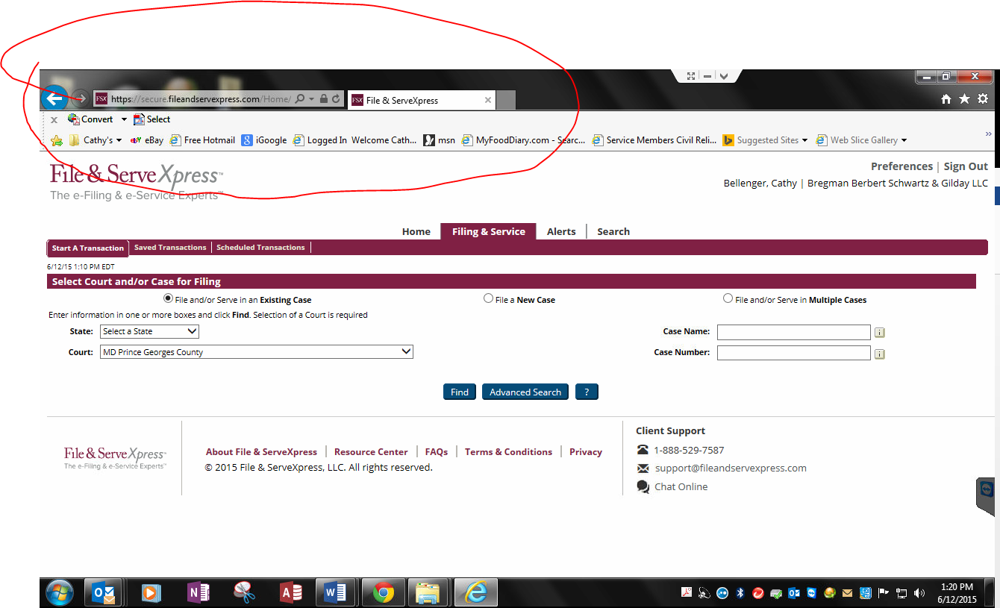 https://secure.fileandservexpress.com/Home/ File & ServeXpress
Convert Select
Cathy's eBay Free Hotmail iGoogle Logged In Welcome Cath... msn MyFoodDiary.com - Searc... Service Members Civil Reli... Suggested Sites Web Slice Gallery
File & ServeXpress™
The e-Filing & e-Service Experts™
Preferences | Sign Out
Bellenger, Cathy | Bregman Berbert Schwartz & Gilday LLC
Home Filing & Service Alerts Search
Start A Transaction Saved Transactions Scheduled Transactions
6/12/15 1:10 PM EDT
Select Court and/or Case for Filing
File and/or Serve in an Existing Case File a New Case File and/or Serve in Multiple Cases
Enter information in one or more boxes and click Find. Selection of a Court is required
State: Select a State Case Name:
Court: MD Prince Georges County Case Number:
Find Advanced Search ?
File & ServeXpress™
The e-Filing & e-Service Experts™
About File & ServeXpress Resource Center FAQs Terms & Conditions Privacy
© 2015 File & ServeXpress, LLC. All rights reserved.
Client Support
1-888-529-7587
support@fileandservexpress.com
Chat Online
1:20 PM
6/12/2015